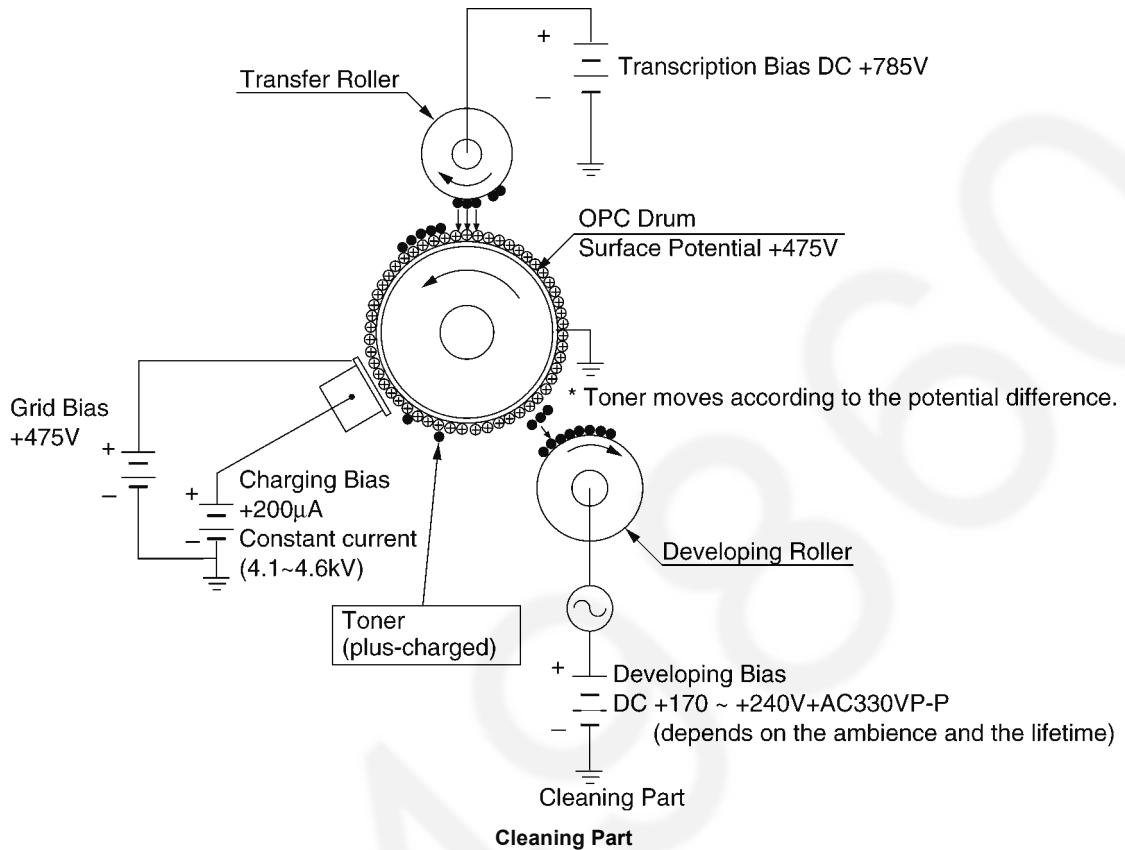 +
Transcription Bias DC +785V
–
Transfer Roller
OPC Drum
Surface Potential +475V
* Toner moves according to the potential difference.
Grid Bias
+475V
+
–
Charging Bias
+200μA
Constant current
(4.1~4.6kV)
+
–
Developing Roller
Toner
(plus-charged)
+
Developing Bias
DC +170 ~ +240V+AC330VP-P
(depends on the ambience and the lifetime)
–
Cleaning Part
Cleaning Part
49860